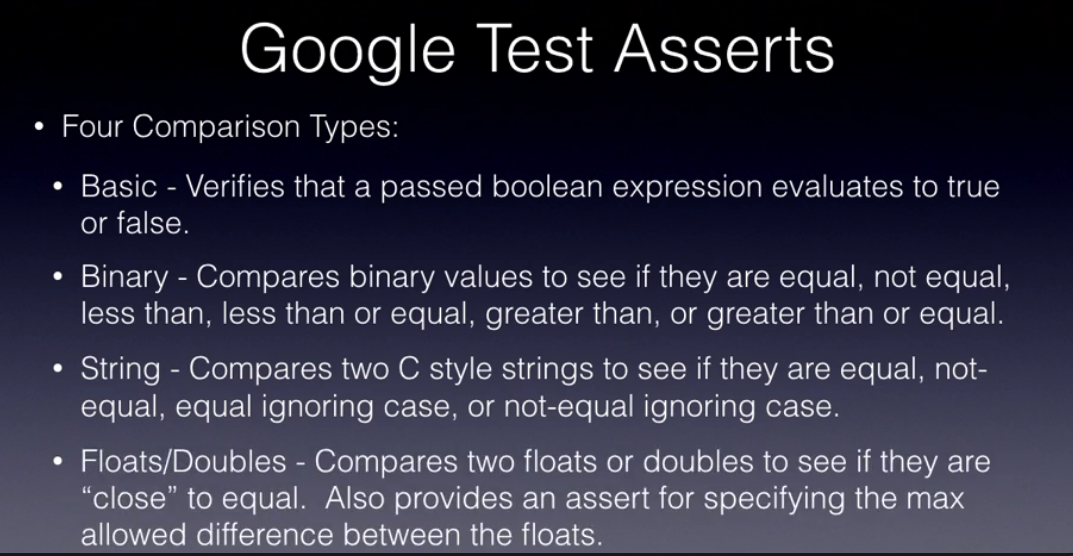 Google Test Asserts
• Four Comparison Types:
• Basic - Verifies that a passed boolean expression evaluates to true
or false.
• Binary - Compares binary values to see if they are equal, not equal,
less than, less than or equal, greater than, or greater than or equal.
• String - Compares two C style strings to see if they are equal, not-
equal, equal ignoring case, or not-equal ignoring case.
• Floats/Doubles - Compares two floats or doubles to see if they are
“close” to equal.  Also provides an assert for specifying the max
allowed difference between the floats.